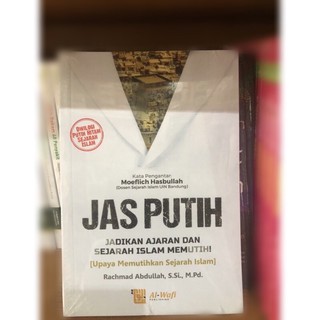 DWILOGI
PUTIH HITAM
SEJARAH
ISLAM
Kata Pengantar:
Moeflich Hasbullah
(Dosen Sejarah Islam UIN Bandung)
JAS PUTIH
JADIKAN AJARAN DAN
SEJARAH ISLAM MEMUTIH!
[Upaya Memutihkan Sejarah Islam]
Rachmad Abdullah, S.Si., M.Pd.
Al-Wafi